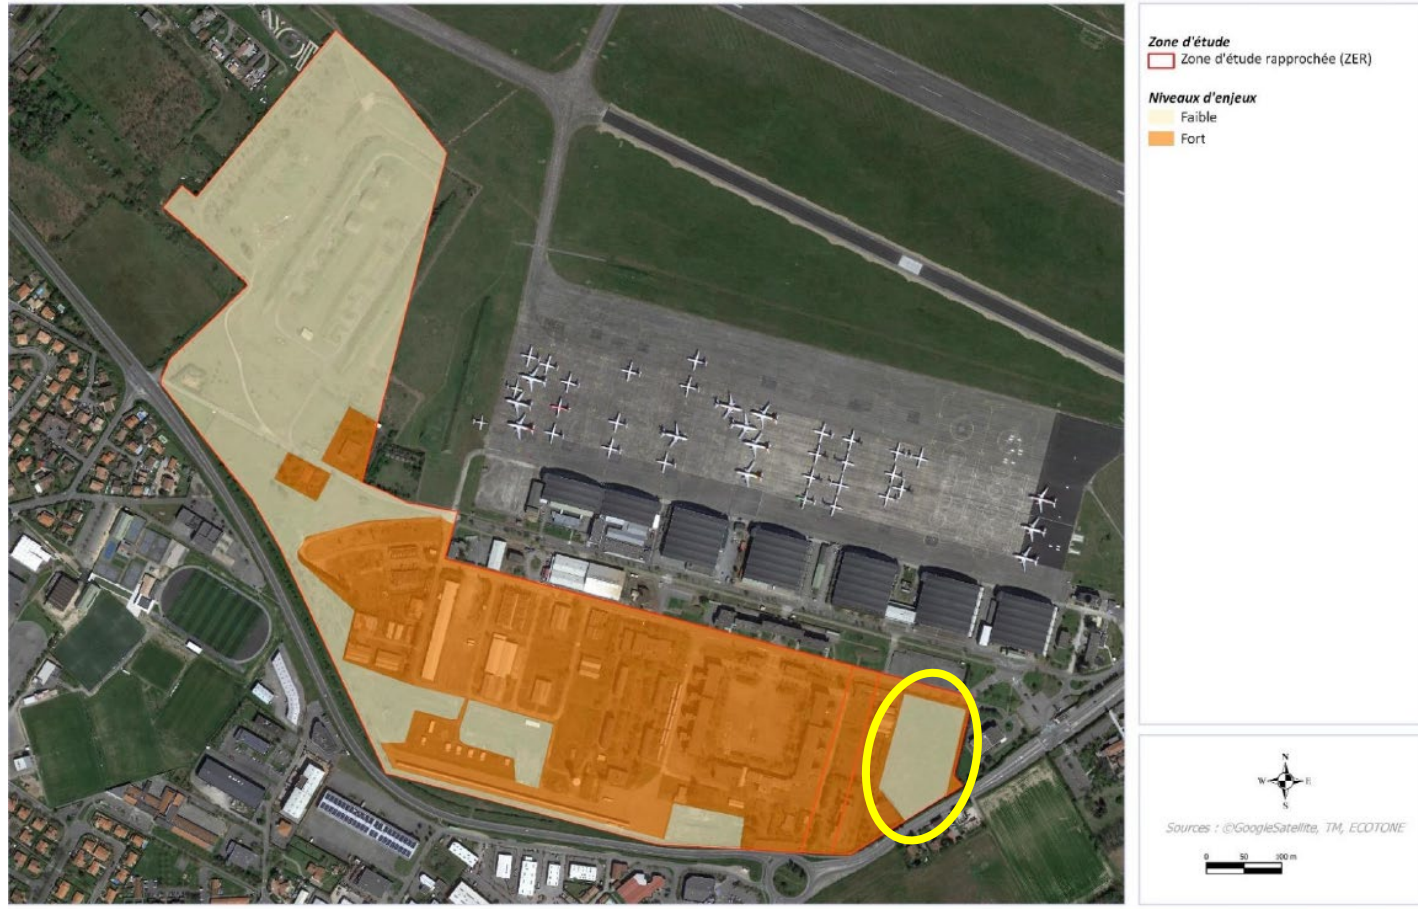 Zone d'étude
Zone d'étude rapprochée (ZER)
Niveaux d'enjeux
Faible
Fort
N
W E
S
Sources : ©GoogleSatellite, TM, ECOTONE
0 50 100 m